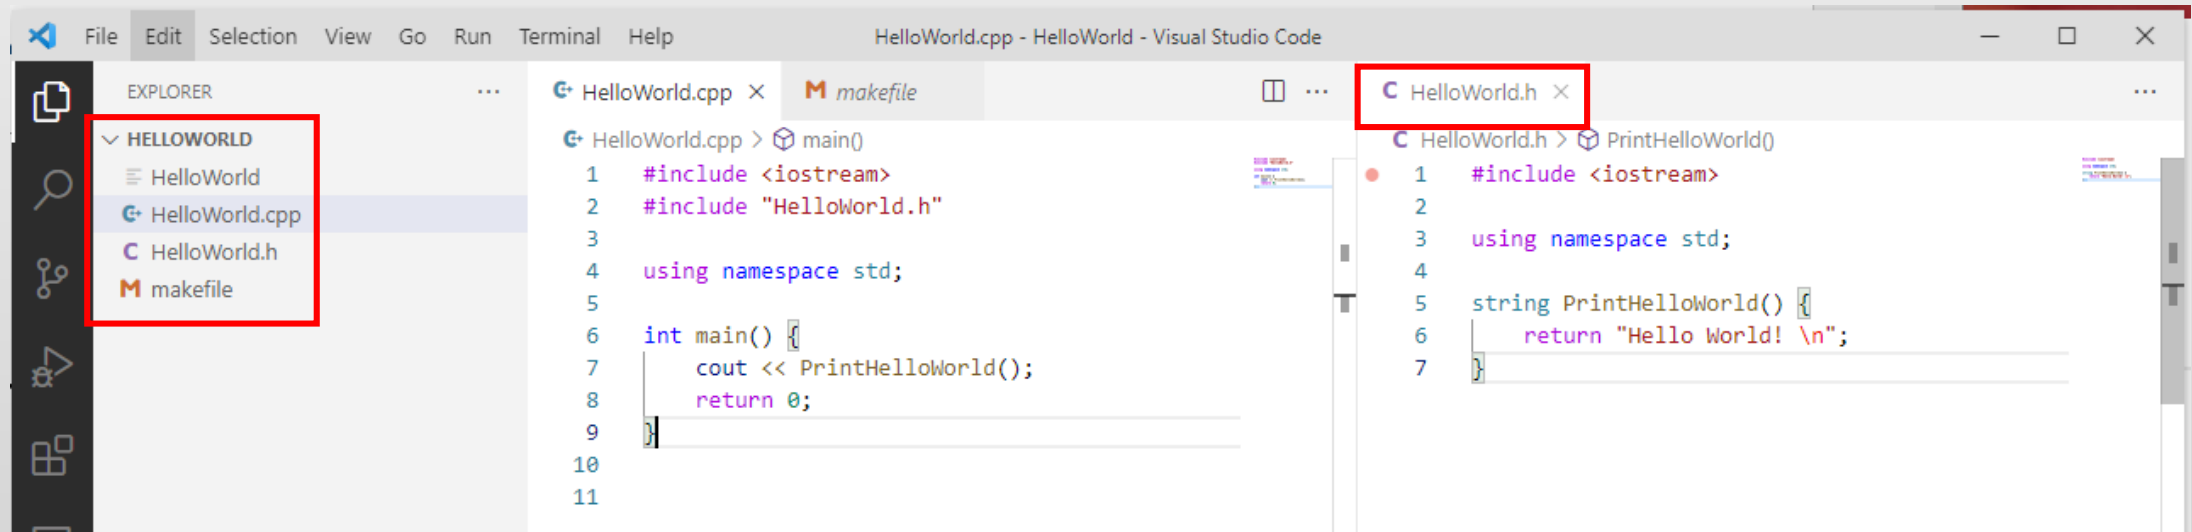 File Edit Selection View Go Run Terminal Help HelloWorld.cpp - HelloWorld - Visual Studio Code
EXPLORER
HELLOWORLD
HelloWorld
HelloWorld.cpp
HelloWorld.h
makefile
HelloWorld.cpp makefile
HelloWorld.cpp > main()
1 #include <iostream>
2 #include "HelloWorld.h"
3
4 using namespace std;
5
6 int main() {
7 cout << PrintHelloWorld();
8 return 0;
9 }
10
11
HelloWorld.h
HelloWorld.h > PrintHelloWorld()
1 #include <iostream>
2
3 using namespace std;
4
5 string PrintHelloWorld() {
6 return "Hello World! \n";
7 }